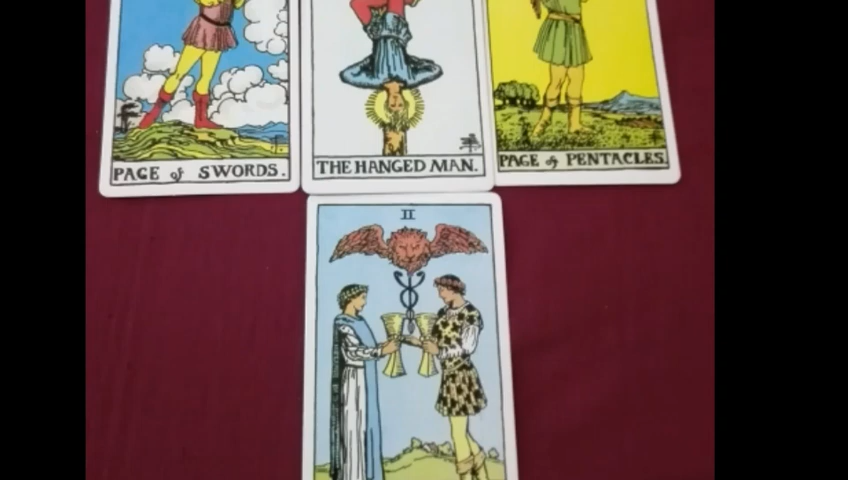 PAGE of SWORDS.
THE HANGED MAN.
PAGE of PENTACLES.
II